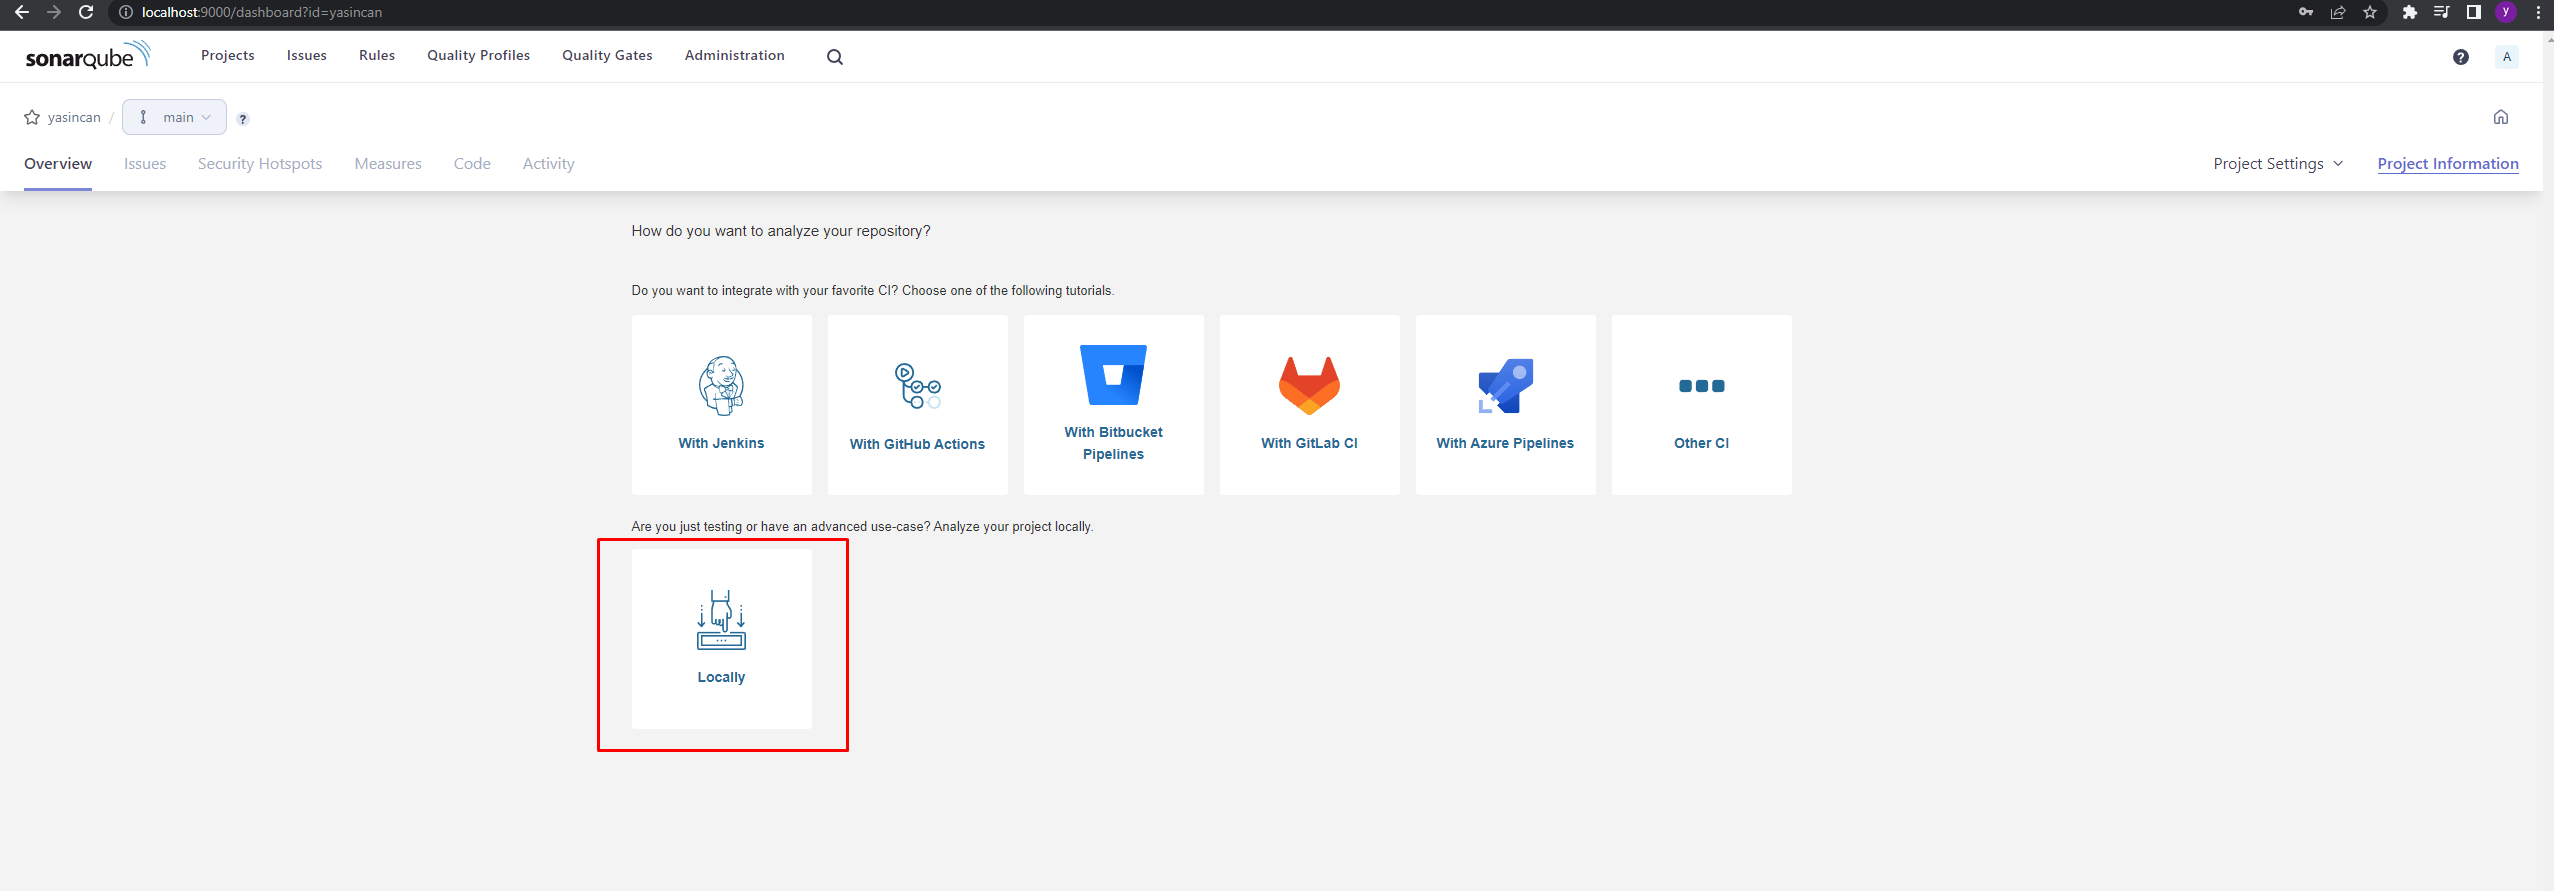 localhost:9000/dashboard?id=yasincan
y
sonarqube
Projects
Issues
Rules
Quality Profiles
Quality Gates
Administration
?
A
yasincan /
main
?
Overview
Issues
Security Hotspots
Measures
Code
Activity
Project Settings
Project Information
How do you want to analyze your repository?
Do you want to integrate with your favorite CI? Choose one of the following tutorials.
With Jenkins
With GitHub Actions
With Bitbucket
Pipelines
With GitLab CI
With Azure Pipelines
Other CI
Are you just testing or have an advanced use-case? Analyze your project locally.
Locally